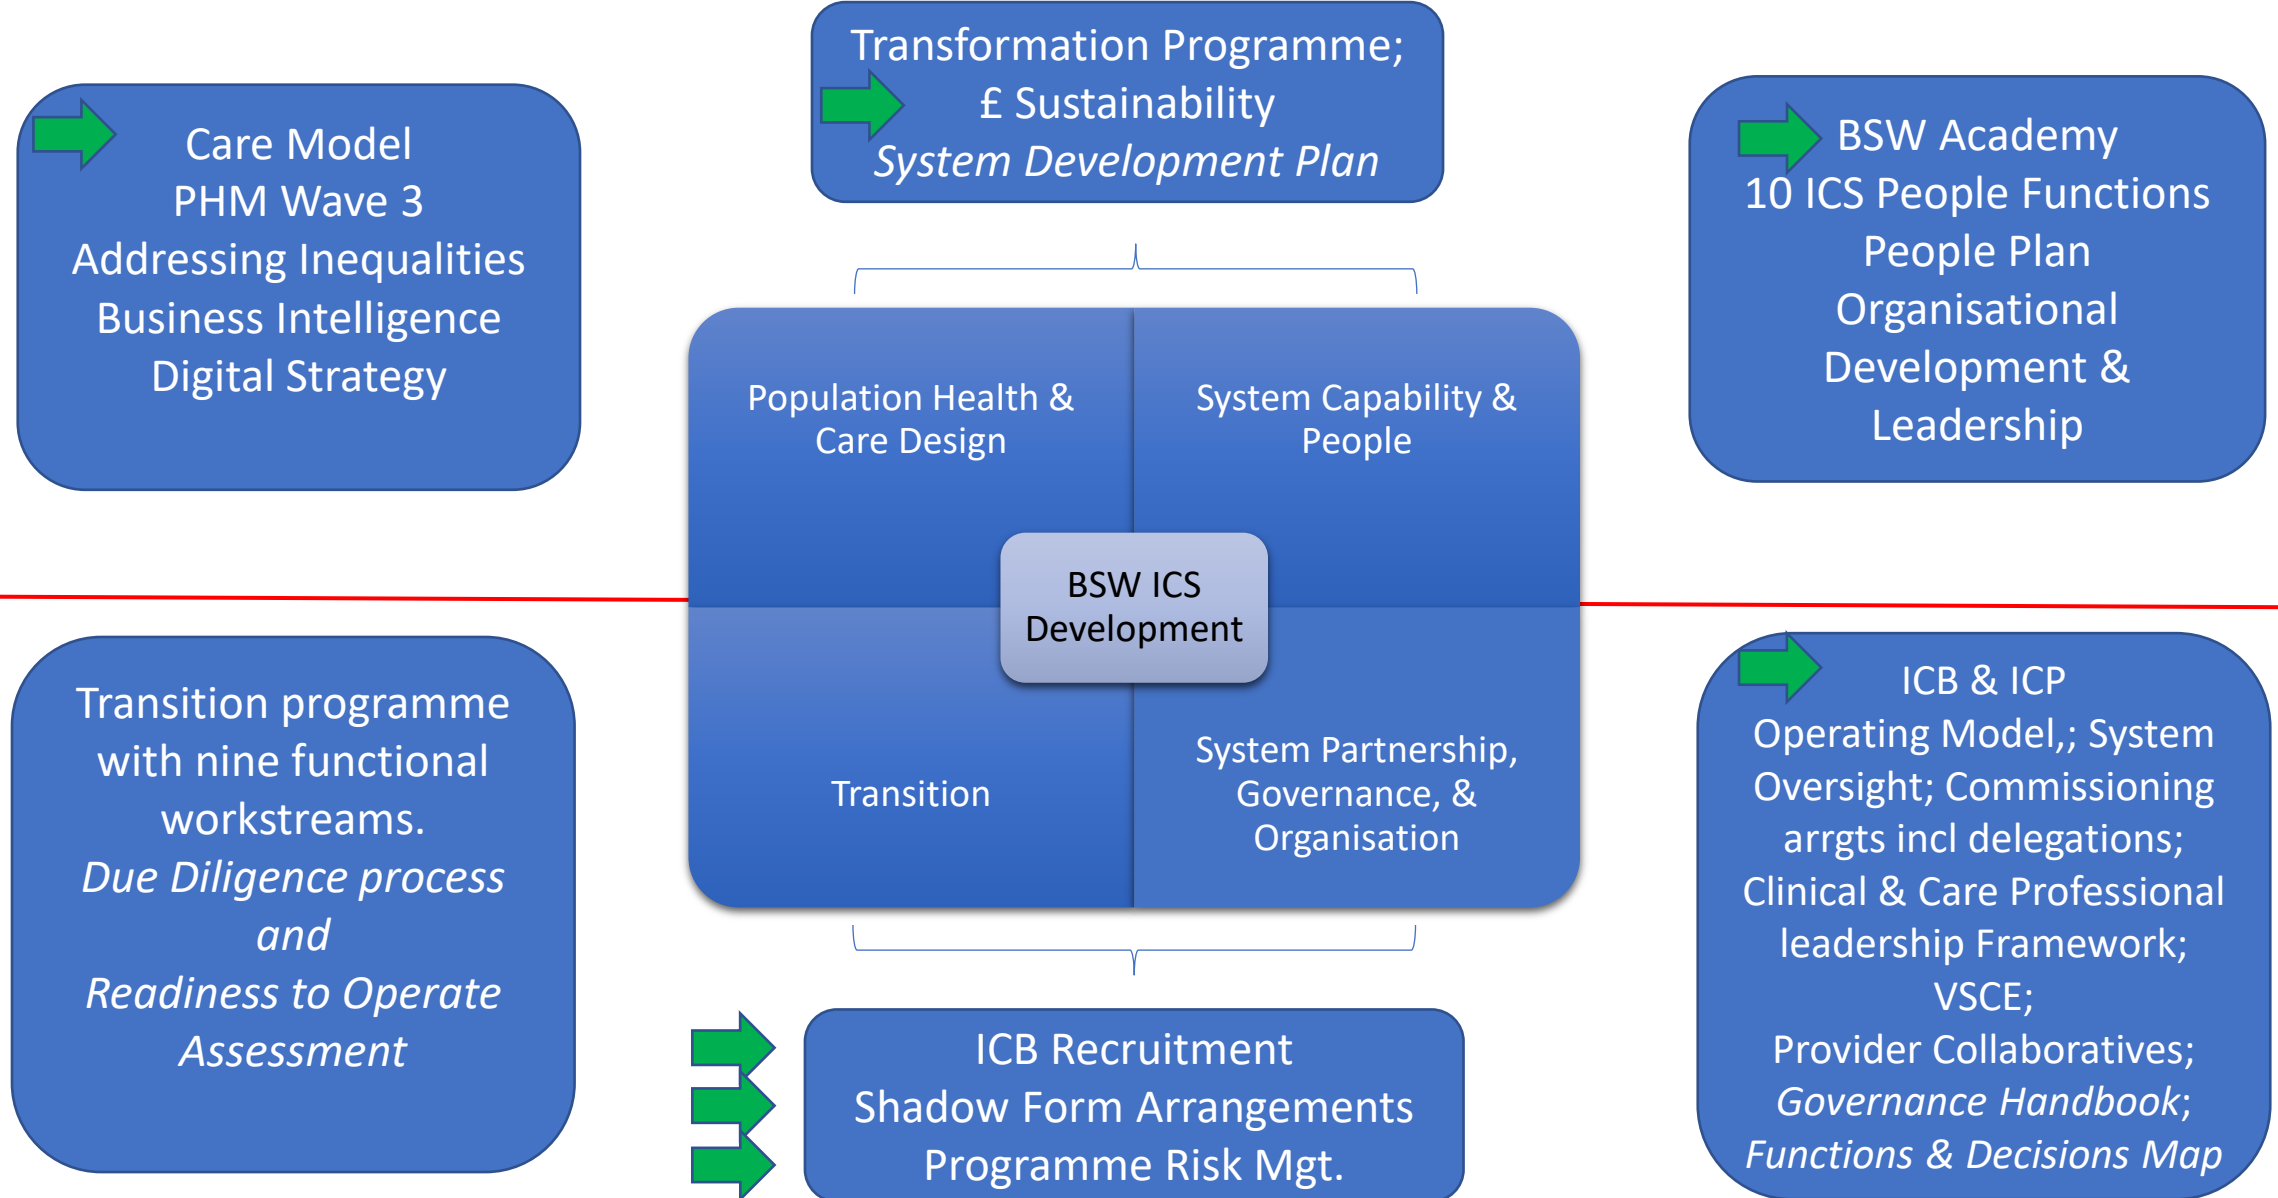 Transformation Programme;
£ Sustainability
System Development Plan
Care Model
PHM Wave 3
Addressing Inequalities
Business Intelligence
Digital Strategy
BSW Academy
10 ICS People Functions
People Plan
Organisational
Development &
Leadership
Population Health &
Care Design
System Capability &
People
BSW ICS
Development
Transition
System Partnership,
Governance, &
Organisation
Transition programme
with nine functional
workstreams.
Due Diligence process
and
Readiness to Operate
Assessment
ICB Recruitment
Shadow Form Arrangements
Programme Risk Mgt.
ICB & ICP
Operating Model,; System
Oversight; Commissioning
arrgts incl delegations;
Clinical & Care Professional
leadership Framework;
VSCE;
Provider Collaboratives;
Governance Handbook;
Functions & Decisions Map